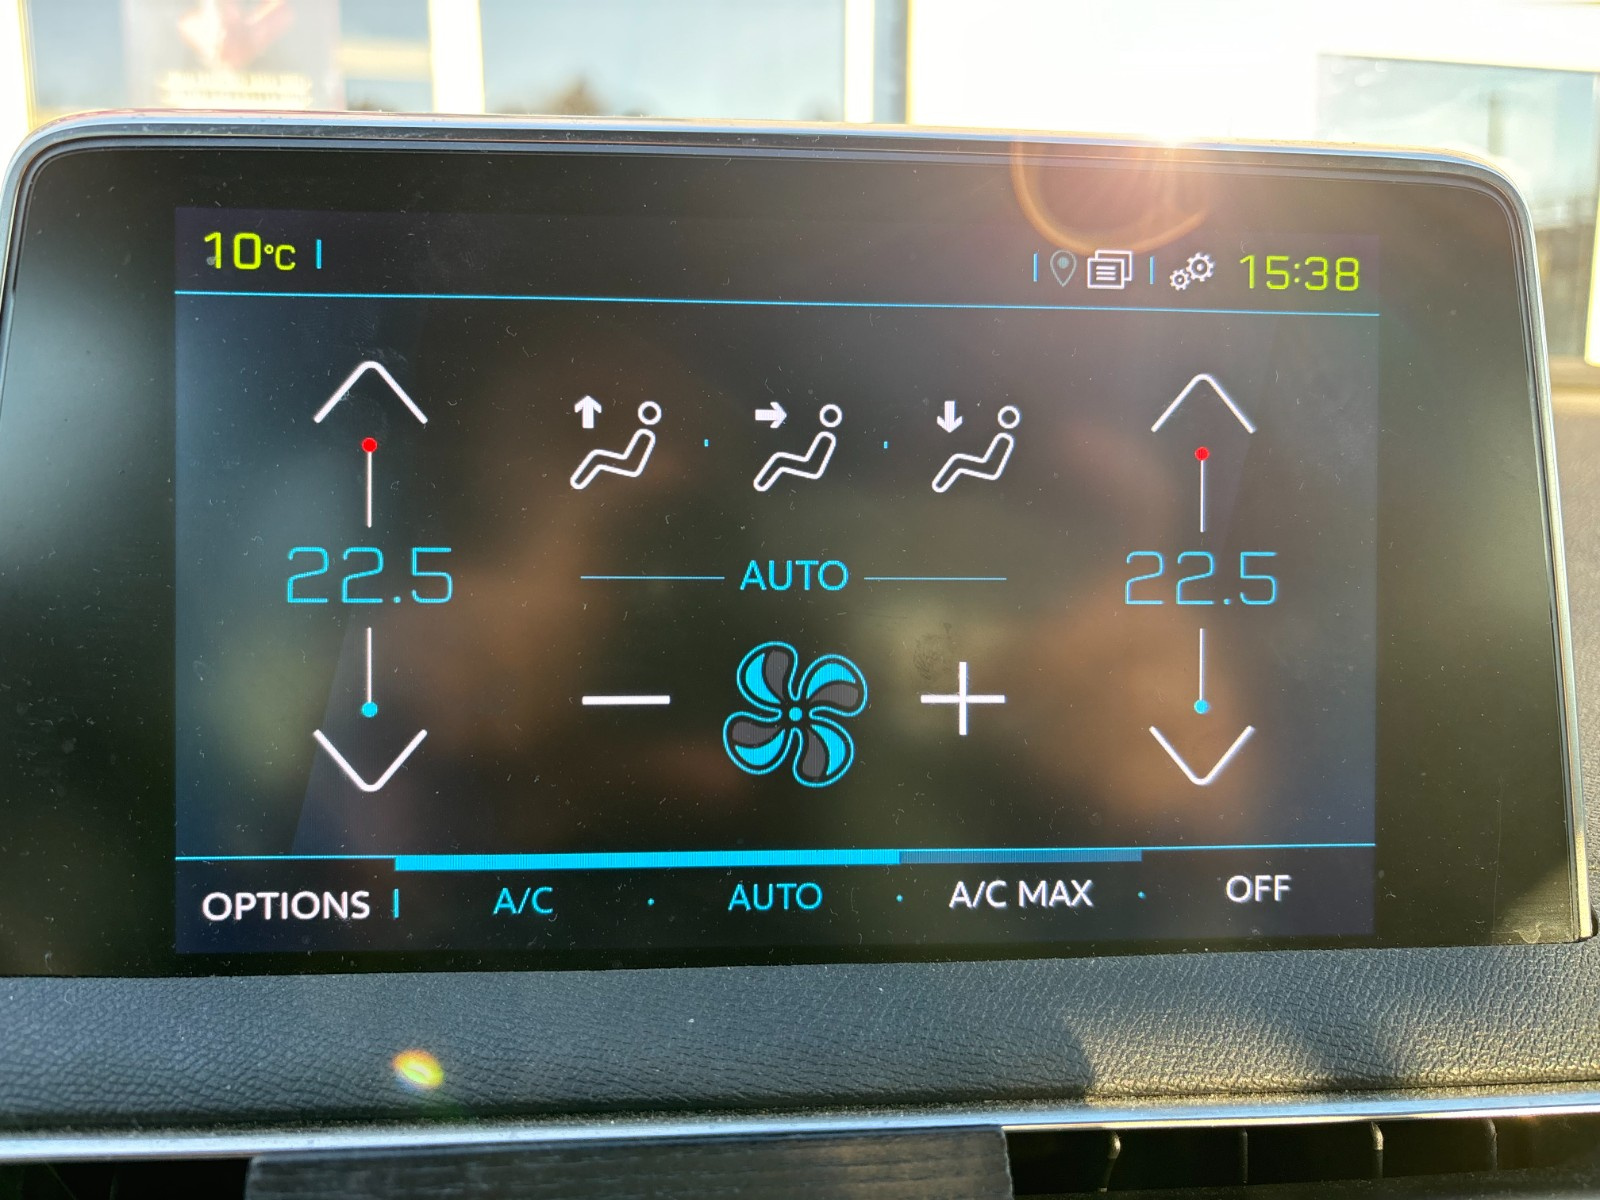 10°C 15:38
22.5 AUTO 22.5
OPTIONS A/C AUTO A/C MAX OFF